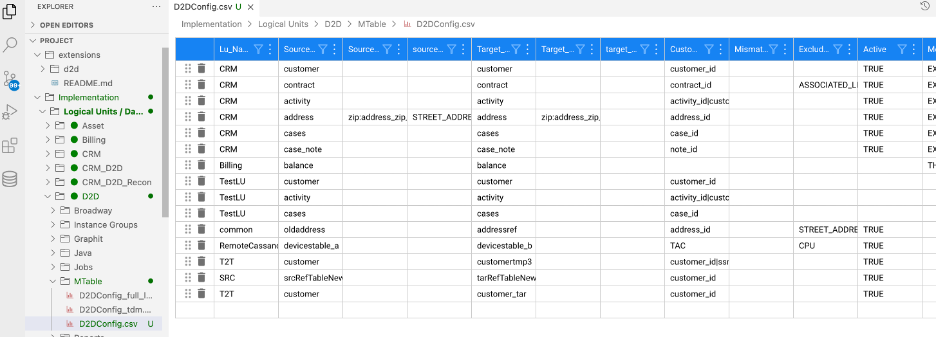 EXPLORER ···
D2DConfig.csv U ×
OPEN EDITORS
Implementation > Logical Units > D2D > MTable > D2DConfig.csv
PROJECT
extensions
d2d
README.md
Implementation
Logical Units / Da...
Asset
Billing
CRM
CRM_D2D
CRM_D2D_Recon
D2D
Broadway
Instance Groups
Graphit
Java
Jobs
MTable
D2DConfig_full_l...
D2DConfig_tdm....
D2DConfig.csv U
99+
Lu_Na... Source... Source... source... Target_... Target_... target_... Custo... Mismat... Exclud... Active
CRM customer customer customer_id TRUE EX
CRM contract contract contract_id ASSOCIATED_LI TRUE EX
CRM activity activity activity_id|custo TRUE EX
CRM address zip:address_zip, STREET_ADDRE address zip:address_zip, address_id TRUE EX
CRM cases cases case_id TRUE EX
CRM case_note case_note note_id TRUE EX
Billing balance balance TH
TestLU customer customer customer_id
TestLU activity activity activity_id|custo
TestLU cases cases case_id
common oldaddress addressref address_id STREET_ADDRE TRUE
RemoteCassand devicestable_a devicestable_b TAC CPU TRUE
T2T customer customertmp3 customer_id|ssn TRUE
SRC srcRefTableNew tarRefTableNew customer_id TRUE
T2T customer customer_tar customer_id TRUE